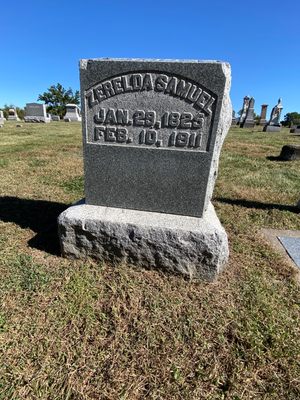 ZERELDA SAMUEL
JAN. 29, 1825
FEB. 10, 1911